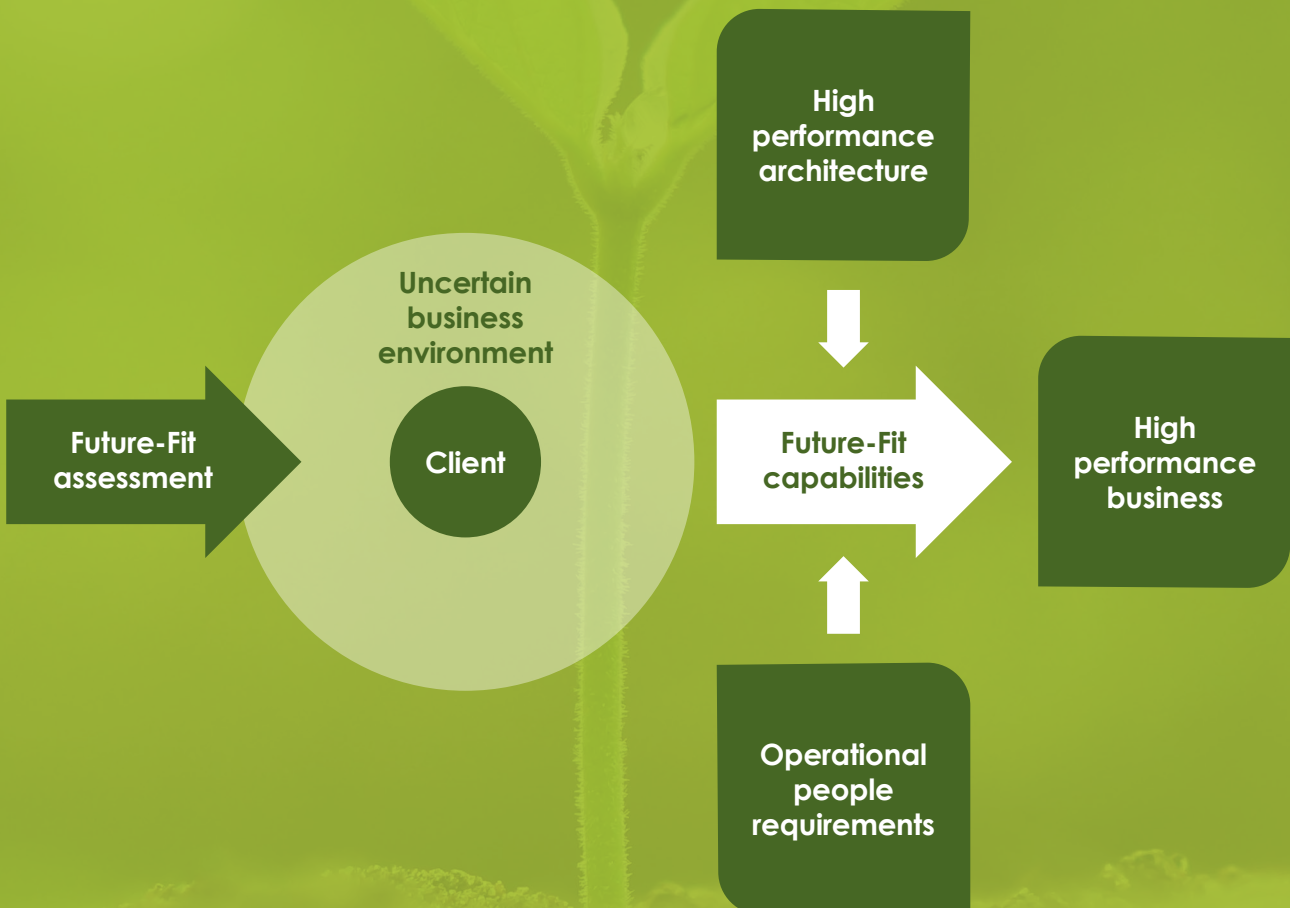 High
performance
architecture
Uncertain
business
environment
Future-Fit
assessment
Client
Future-Fit
capabilities
High
performance
business
Operational
people
requirements